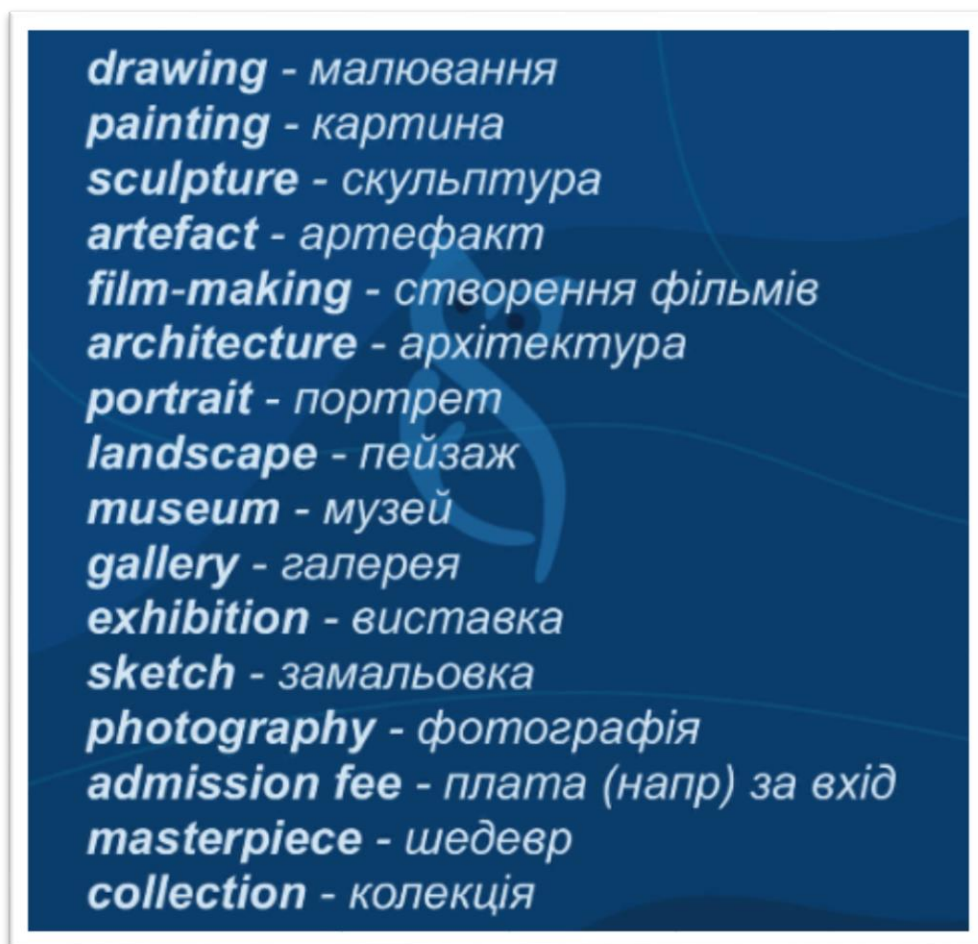 drawing - малювання
painting - картина
sculpture - скульптура
artefact - артефакт
film-making - створення фільмів
architecture - архітектура
portrait - портрет
landscape - пейзаж
museum - музей
gallery - галерея
exhibition - виставка
sketch - замальовка
photography - фотографія
admission fee - плата (напр) за вхід
masterpiece - шедевр
collection - колекція